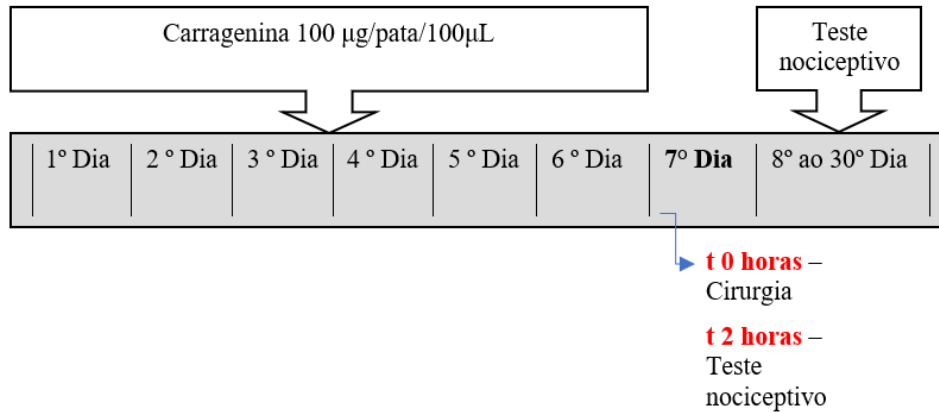 Carragenina 100 μg/pata/100μL
Teste
nociceptivo
1º Dia
2 º Dia
3 º Dia
4 º Dia
5 º Dia
6 º Dia
7° Dia
8º ao 30º Dia
t 0 horas –
Cirurgia
t 2 horas –
Teste
nociceptivo